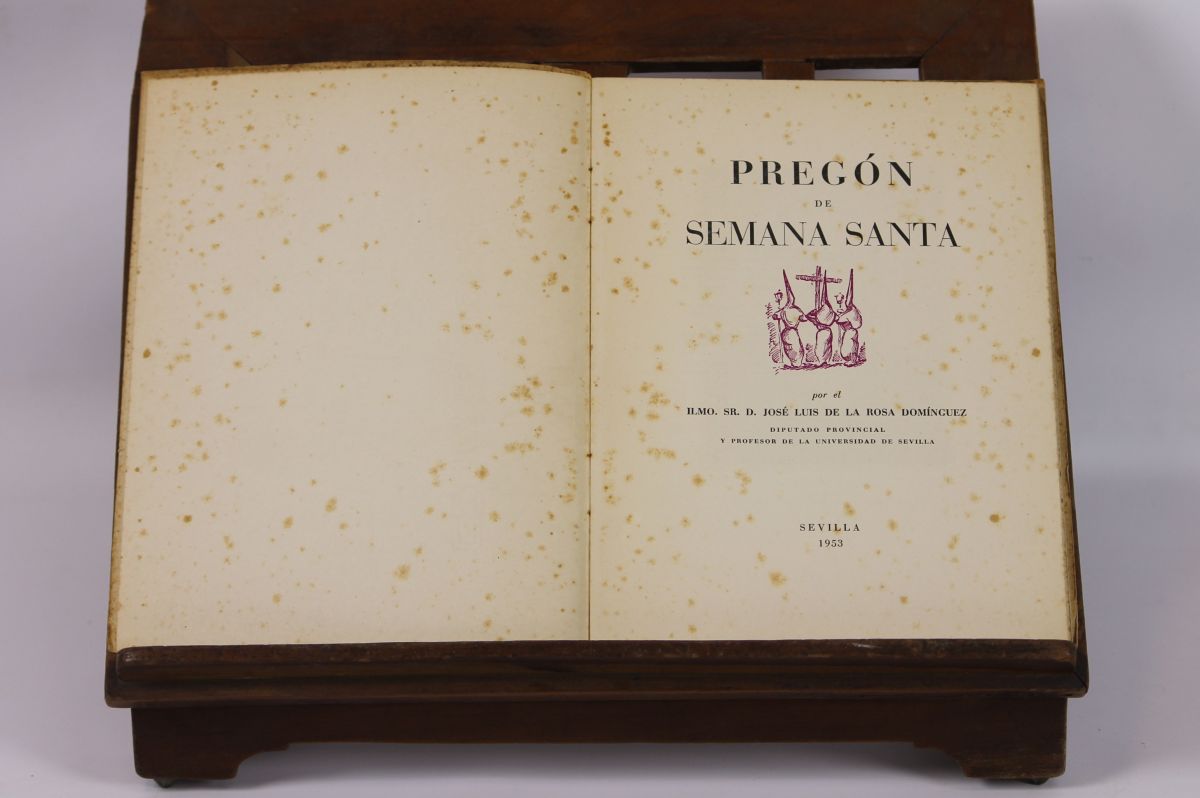 PREGÓN
DE
SEMANA SANTA
por el
ILMO. SR. D. JOSÉ LUIS DE LA ROSA DOMÍNGUEZ
DIPUTADO PROVINCIAL
Y PROFESOR DE LA UNIVERSIDAD DE SEVILLA
SEVILLA
1953